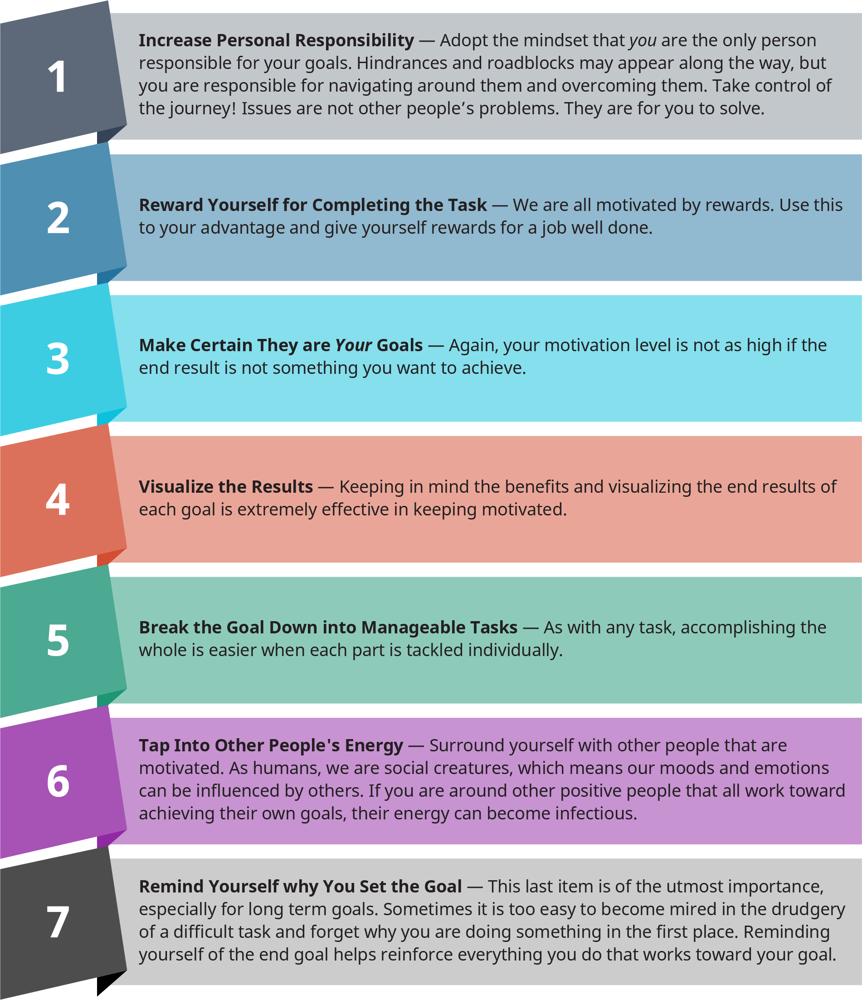 1
Increase Personal Responsibility — Adopt the mindset that you are the only person
responsible for your goals. Hindrances and roadblocks may appear along the way, but
you are responsible for navigating around them and overcoming them. Take control of
the journey! Issues are not other people’s problems. They are for you to solve.
2
Reward Yourself for Completing the Task — We are all motivated by rewards. Use this
to your advantage and give yourself rewards for a job well done.
3
Make Certain They are Your Goals — Again, your motivation level is not as high if the
end result is not something you want to achieve.
4
Visualize the Results — Keeping in mind the benefits and visualizing the end results of
each goal is extremely effective in keeping motivated.
5
Break the Goal Down into Manageable Tasks — As with any task, accomplishing the
whole is easier when each part is tackled individually.
6
Tap Into Other People's Energy — Surround yourself with other people that are
motivated. As humans, we are social creatures, which means our moods and emotions
can be influenced by others. If you are around other positive people that all work toward
achieving their own goals, their energy can become infectious.
7
Remind Yourself why You Set the Goal — This last item is of the utmost importance,
especially for long term goals. Sometimes it is too easy to become mired in the drudgery
of a difficult task and forget why you are doing something in the first place. Reminding
yourself of the end goal helps reinforce everything you do that works toward your goal.